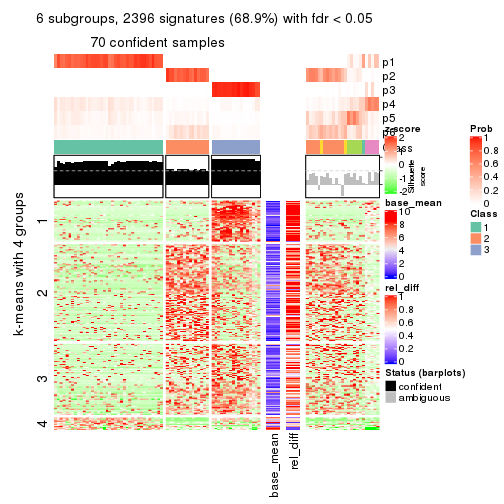 6 subgroups, 2396 signatures (68.9%) with fdr < 0.05
70 confident samples
p1
p2
p3
p4
p5
p6
Class
Silhouette
score
k-means with 4 groups
1
2
3
4
base_mean
rel_diff
z-score
2
1
0
-1
-2
base_mean
10
8
6
4
2
0
rel_diff
1
0.8
0.6
0.4
0.2
0
Status (barplots)
confident
ambiguous
Prob
1
0.8
0.6
0.4
0.2
0
Class
1
2
3